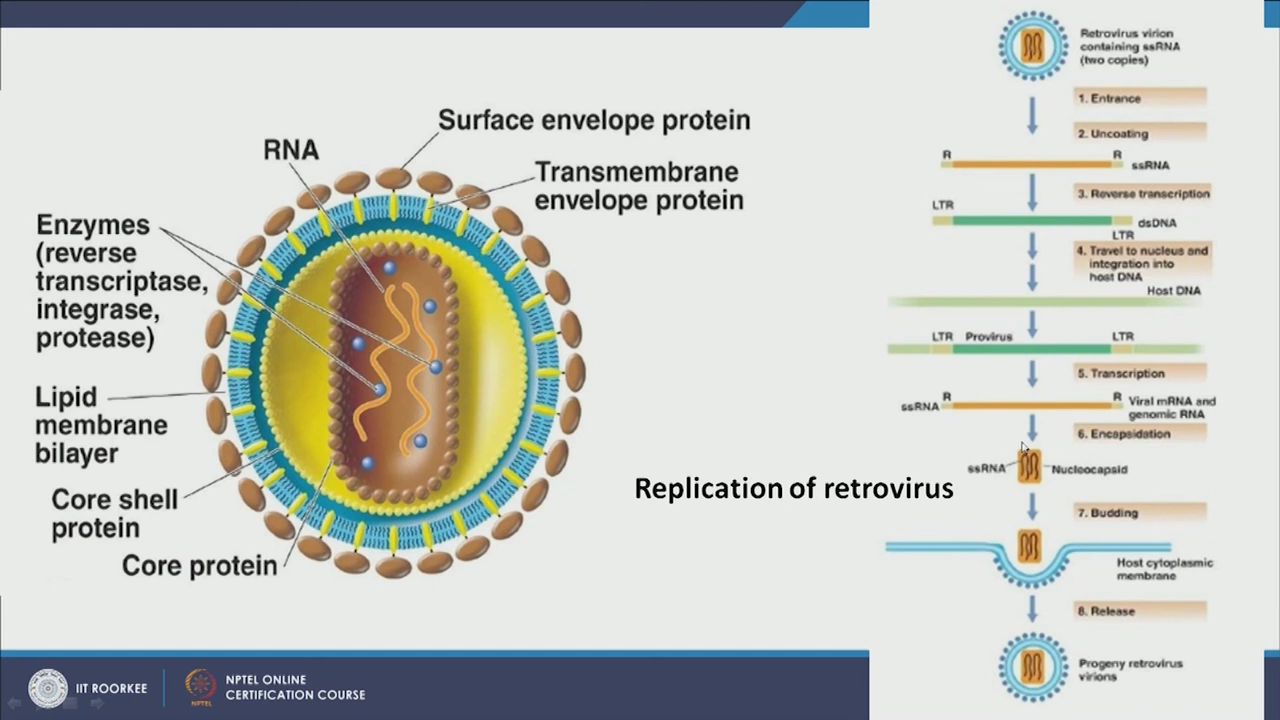 Surface envelope protein
RNA
Transmembrane
envelope protein
Enzymes
(reverse
transcriptase,
integrase,
protease)
Lipid
membrane
bilayer
Core shell
protein
Core protein
Replication of retrovirus
Retrovirus virion
containing ssRNA
(two copies)
1. Entrance
2. Uncoating
R R
ssRNA
3. Reverse transcription
LTR
dsDNA
LTR
4. Travel to nucleus and
integration into
host DNA
Host DNA
LTR Provirus LTR
5. Transcription
R R
ssRNA
Viral mRNA and
genomic RNA
6. Encapsidation
ssRNA Nucleocapsid
7. Budding
Host cytoplasmic
membrane
8. Release
Progeny retrovirus
virions
IIT ROORKEE
NPTEL
NPTEL ONLINE
CERTIFICATION COURSE